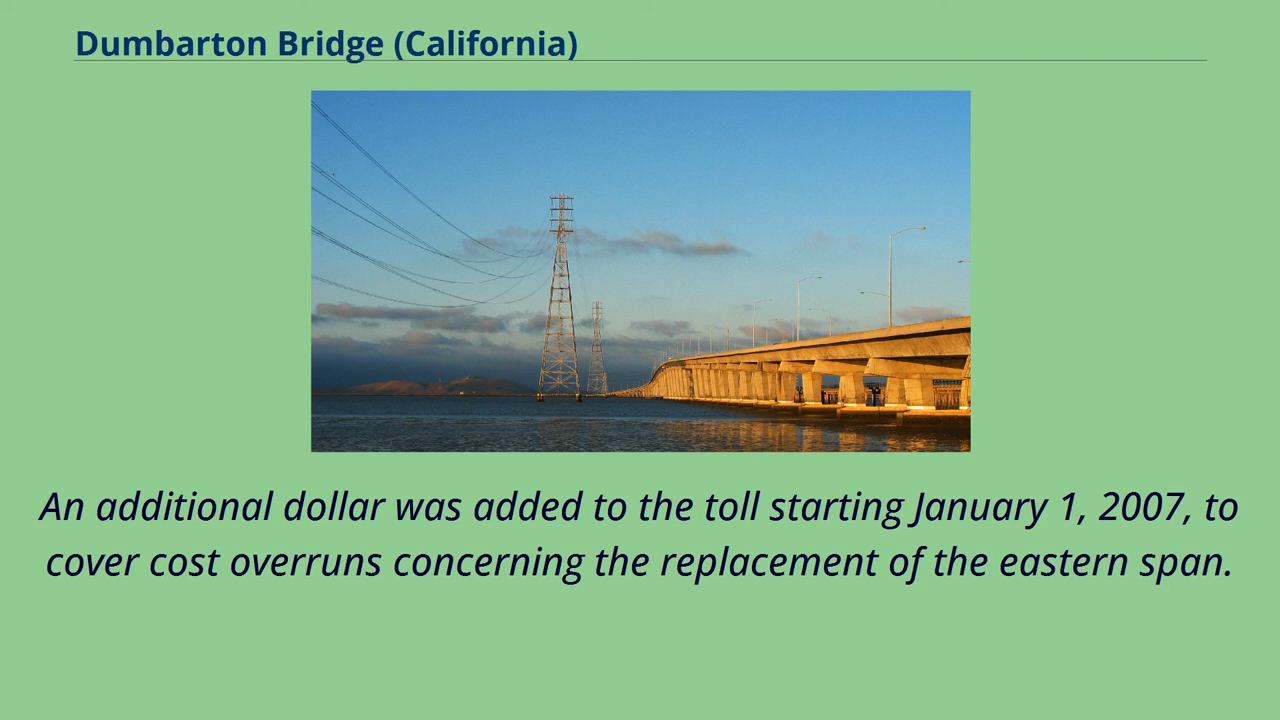 Dumbarton Bridge (California)
An additional dollar was added to the toll starting January 1, 2007, to
cover cost overruns concerning the replacement of the eastern span.